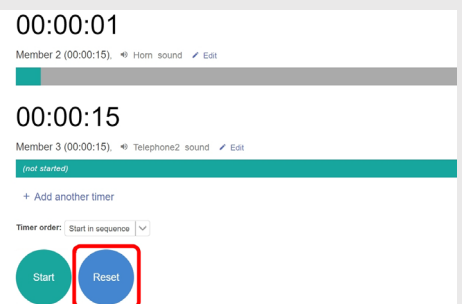 00:00:01
Member 2 (00:00:15). Horn sound Edit
00:00:15
Member 3 (00:00:15). Telephone2 sound Edit
(not started)
+ Add another timer
Timer order: Start in sequence
Start Reset